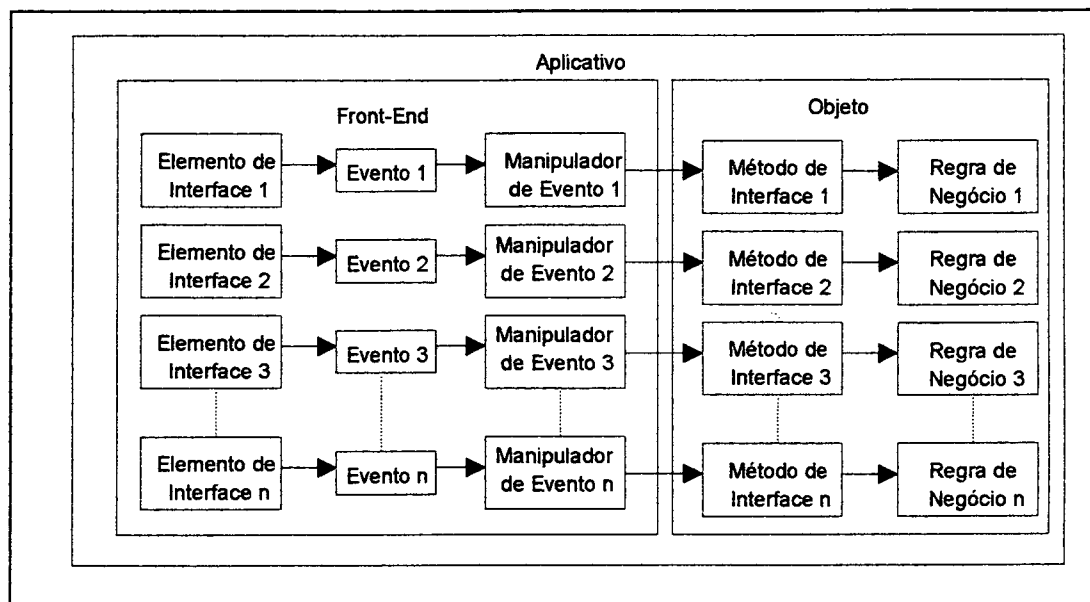 Aplicativo
Front-End
Objeto
Elemento de
Interface 1
Evento 1
Manipulador
de Evento 1
Método de
Interface 1
Regra de
Negócio 1
Elemento de
Interface 2
Evento 2
Manipulador
de Evento 2
Método de
Interface 2
Regra de
Negócio 2
Elemento de
Interface 3
Evento 3
Manipulador
de Evento 3
Método de
Interface 3
Regra de
Negócio 3
Elemento de
Interface n
Evento n
Manipulador
de Evento n
Método de
Interface n
Regra de
Negócio n